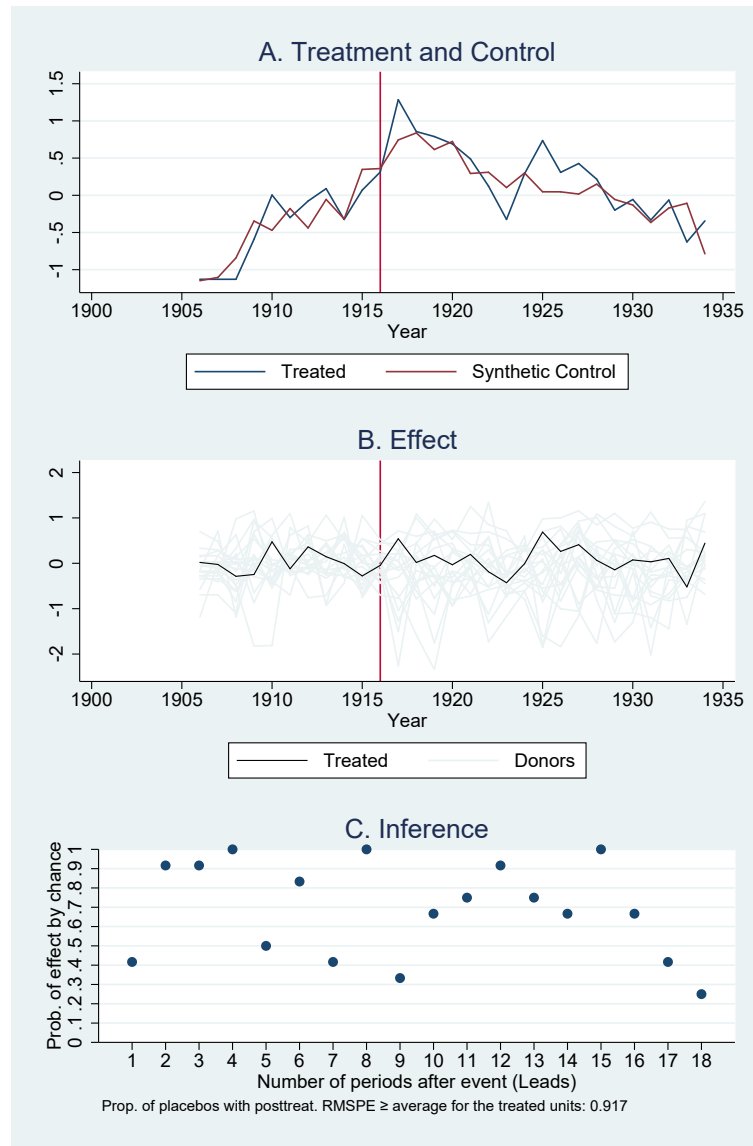 A. Treatment and Control
1.5
1
.5
0
-.5
-1
1900 1905 1910 1915 1920 1925 1930 1935
Year
Treated Synthetic Control
B. Effect
2
1
0
-1
-2
1900 1905 1910 1915 1920 1925 1930 1935
Year
Treated Donors
C. Inference
Prob. of effect by chance
0 .1 .2 .3 .4 .5 .6 .7 .8 .9 1
1 2 3 4 5 6 7 8 9 10 11 12 13 14 15 16 17 18
Number of periods after event (Leads)
Prop. of placebos with posttreat. RMSPE ≥ average for the treated units: 0.917